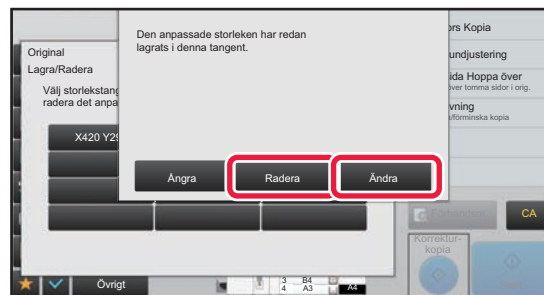 Den anpassade storleken har redan
lagrats i denna tangent.
Ångra
Radera
Ändra
Original
Lagra/Radera
Välj storlekstang
radera det anpa
X420 Y29
ors Kopia
undjustering
ida Hoppa över
över tomma sidor i orig.
vning
/förminska kopia
CA
Korrektur-
kopia
Övrigt
3 B4
4 A3
A4